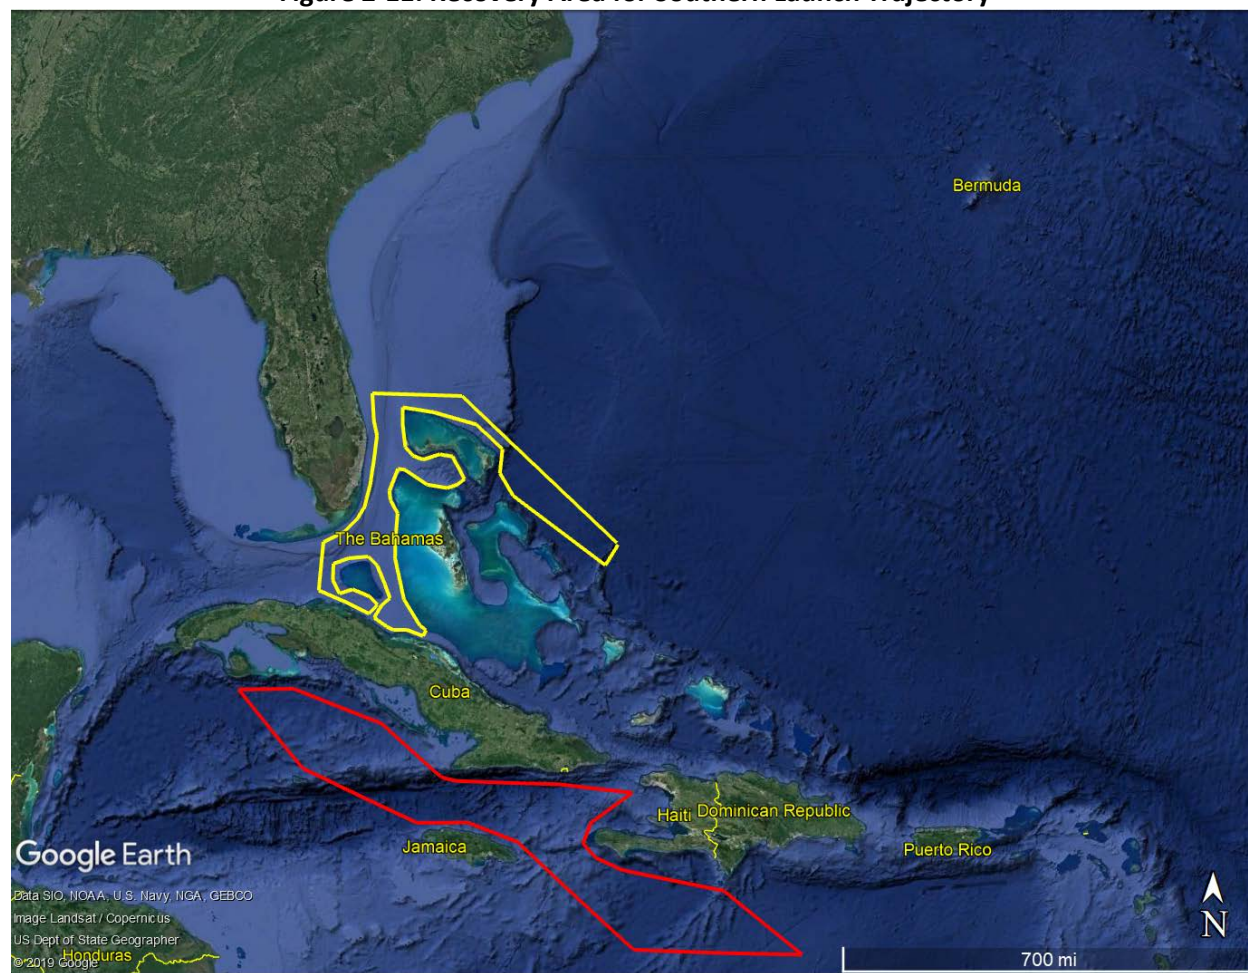 Figure 2-11. Recovery Area for Southern Launch Trajectory
Bermuda
The Bahamas
Cuba
Haiti
Dominican Republic
Jamaica
Puerto Rico
Google Earth
Data SIO, NOAA, U.S. Navy, NGA, GEBCO
Image Landsat / Copernicus
US Dept of State Geographer
© 2019 Google
Honduras
N
700 mi